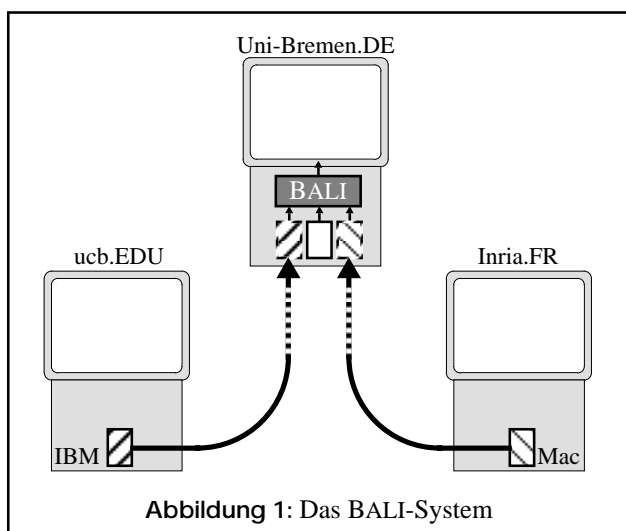 Uni-Bremen.DE
BALI
ucb.EDU
Inria.FR
IBM
Mac
Abbildung 1: Das BALI-System